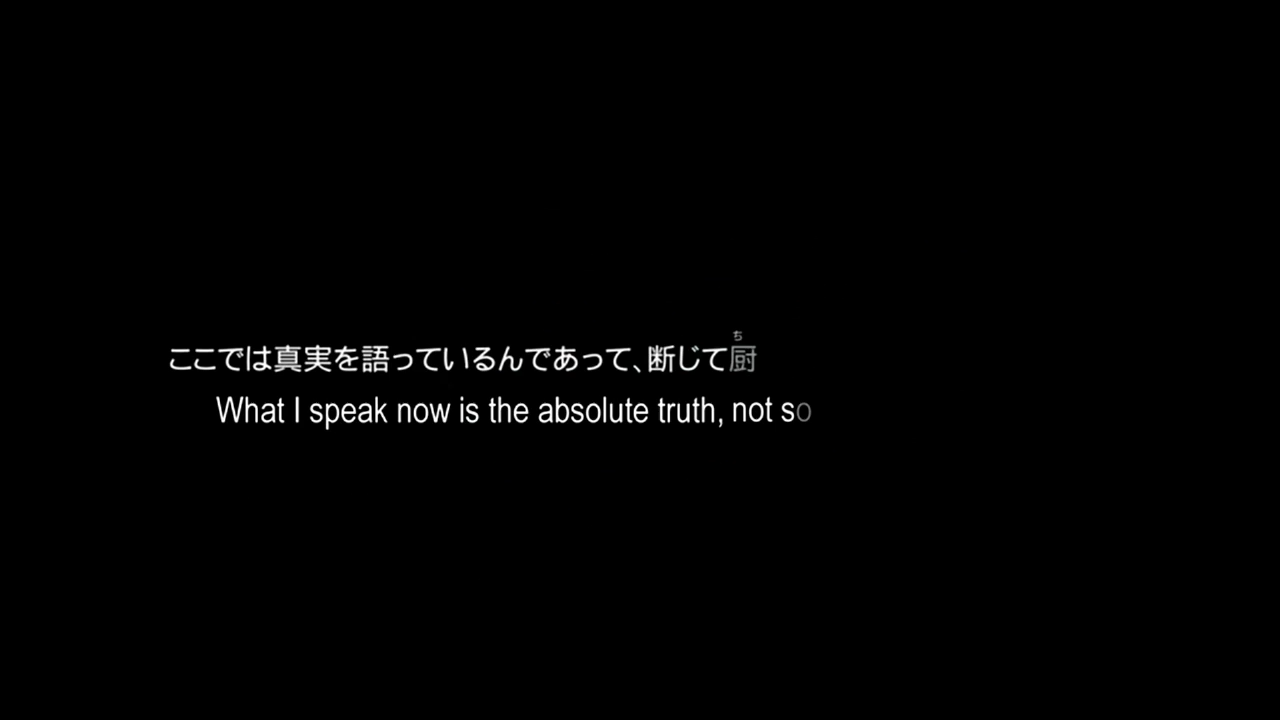 ここでは真実を語っているんであって、断じて厨
ち
What I speak now is the absolute truth, not so